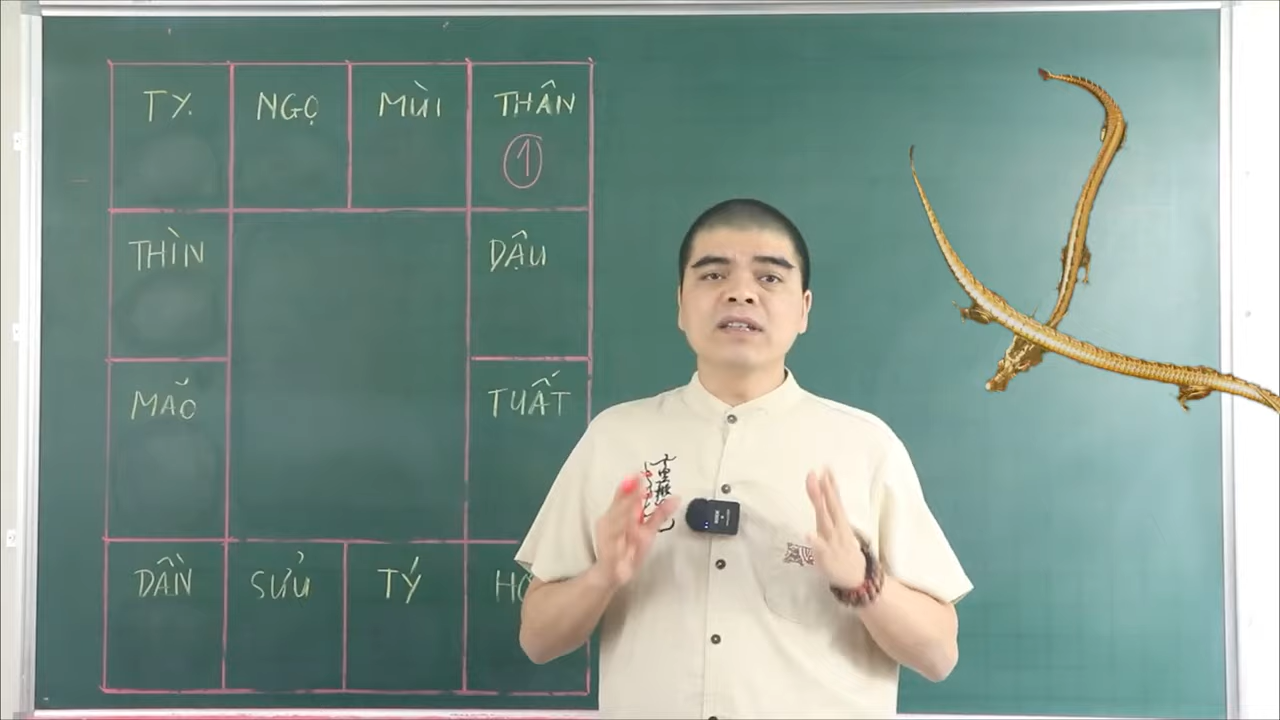 TỴ
NGỌ
MÙI
THÂN
1
THÌN
DẬU
MÃO
TUẤT
DẦN
SỬU
TÝ